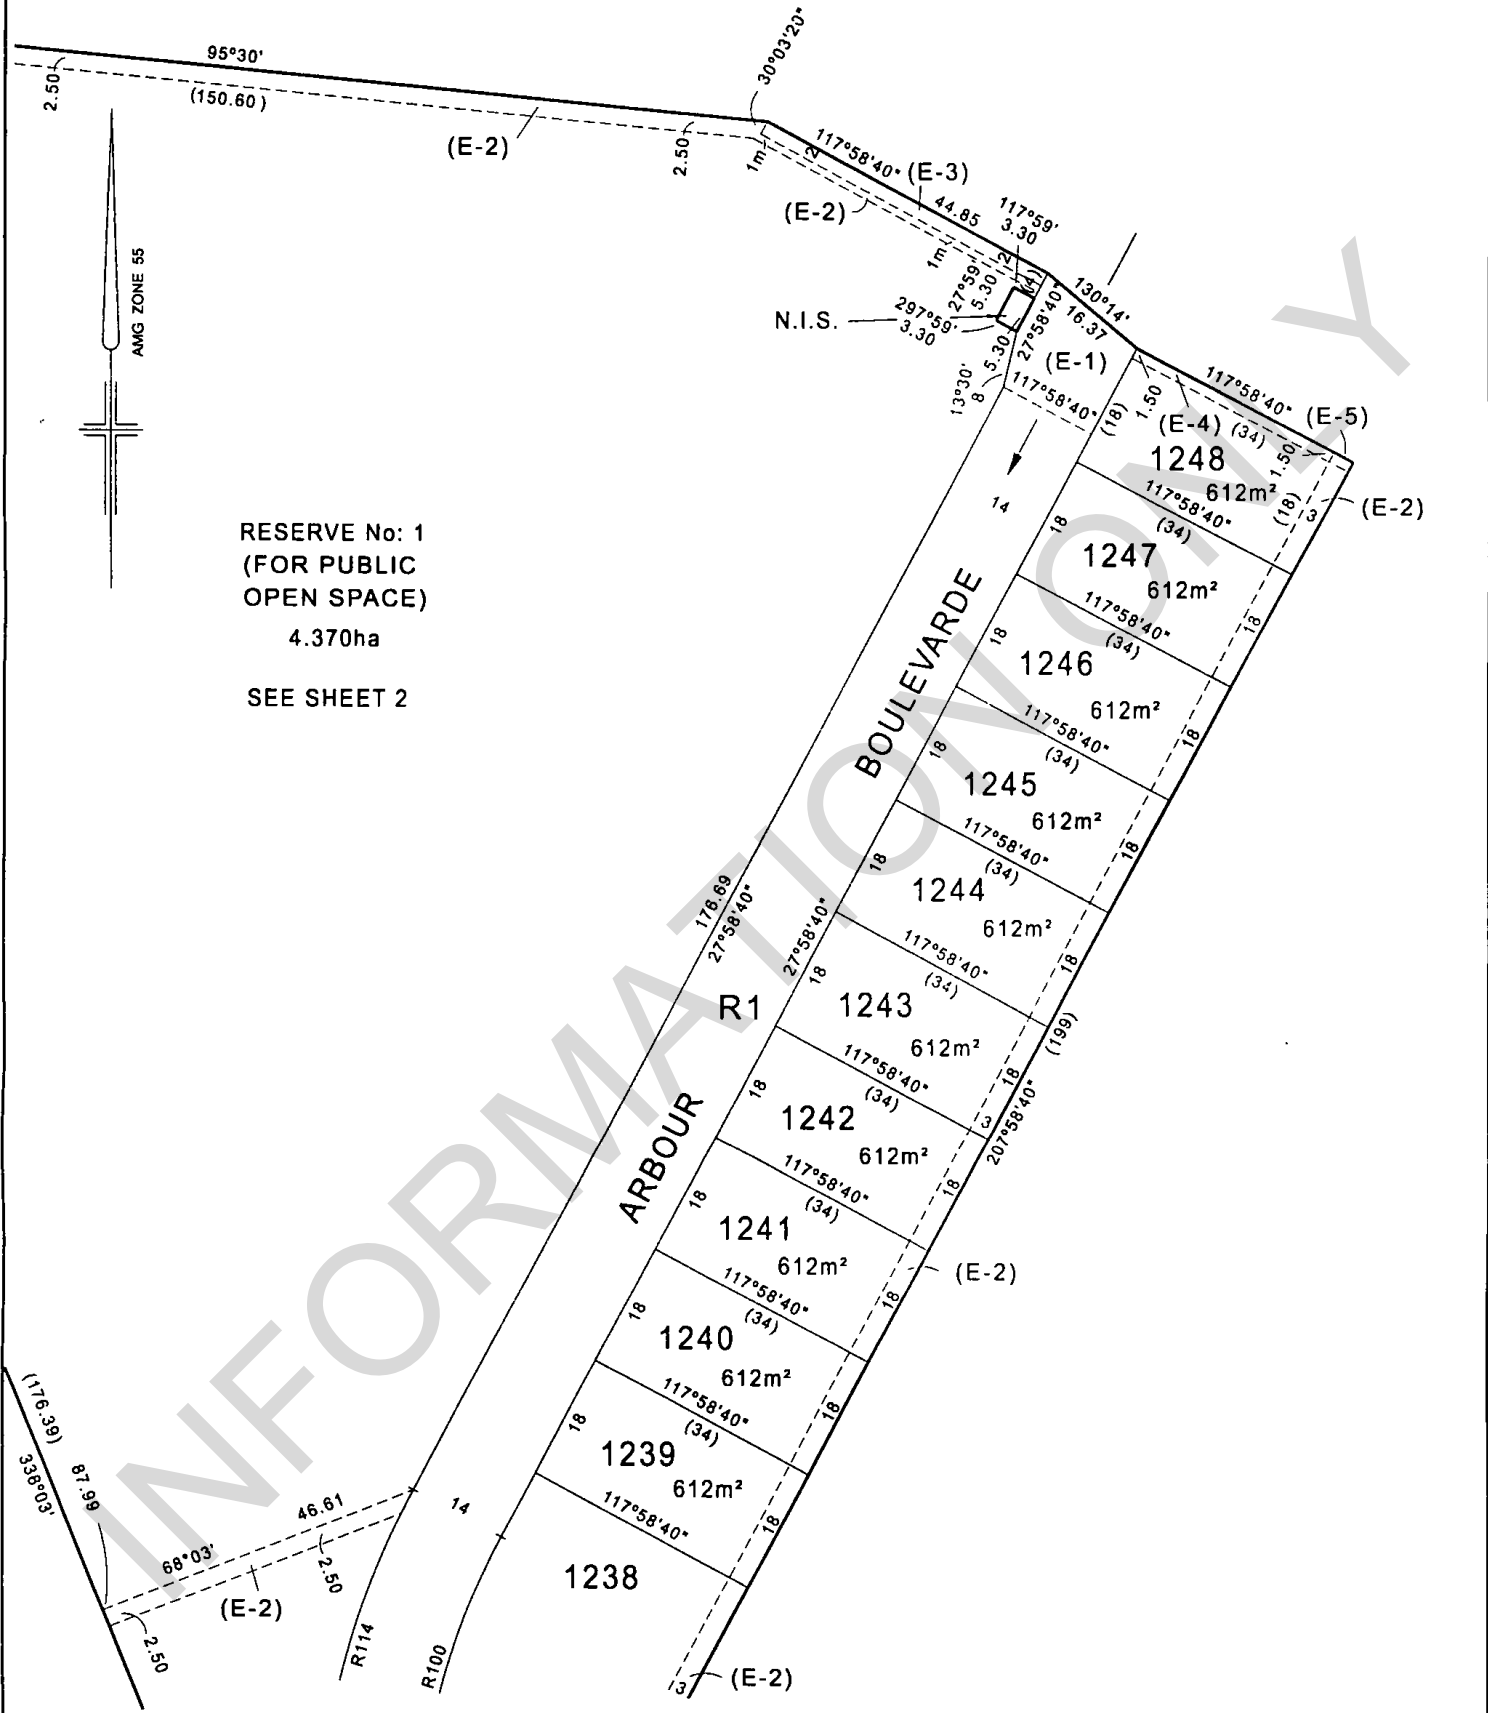 95°30'
(150.60)
2.50
(E-2)
2.50
30°03'20"
1m
2
117°58'40"
(E-3)
44.85
(E-2)
1m
2
117°59'
3.30
(4)
27°59'
5.30
N.I.S.
297°59'
3.30
5.30
27°58'40"
130°14'
16.37
(E-1)
13°30'
8
117°58'40"
(18)
1.50
117°58'40"
(E-5)
(E-4)
(34)
1.50
1248
612m²
(18)
3
(E-2)
AMG ZONE 55
RESERVE No: 1
(FOR PUBLIC
OPEN SPACE)
4.370ha
SEE SHEET 2
14
117°58'40"
(34)
18
1247
612m²
18
117°58'40"
(34)
18
1246
612m²
18
117°58'40"
(34)
18
1245
612m²
18
117°58'40"
(34)
18
1244
612m²
18
117°58'40"
(34)
18
1243
612m²
18
(199)
207°58'40"
3
BOULEVARDE
176.69
27°58'40"
27°58'40"
R1
ARBOUR
117°58'40"
(34)
18
1242
612m²
18
117°58'40"
(34)
18
1241
612m²
18
(E-2)
117°58'40"
(34)
18
1240
612m²
18
117°58'40"
(34)
18
1239
612m²
18
117°58'40"
1238
14
(176.39)
338°03'
87.99
46.61
68°03'
2.50
(E-2)
2.50
R114
R100
3
(E-2)
INFORMATION ONLY